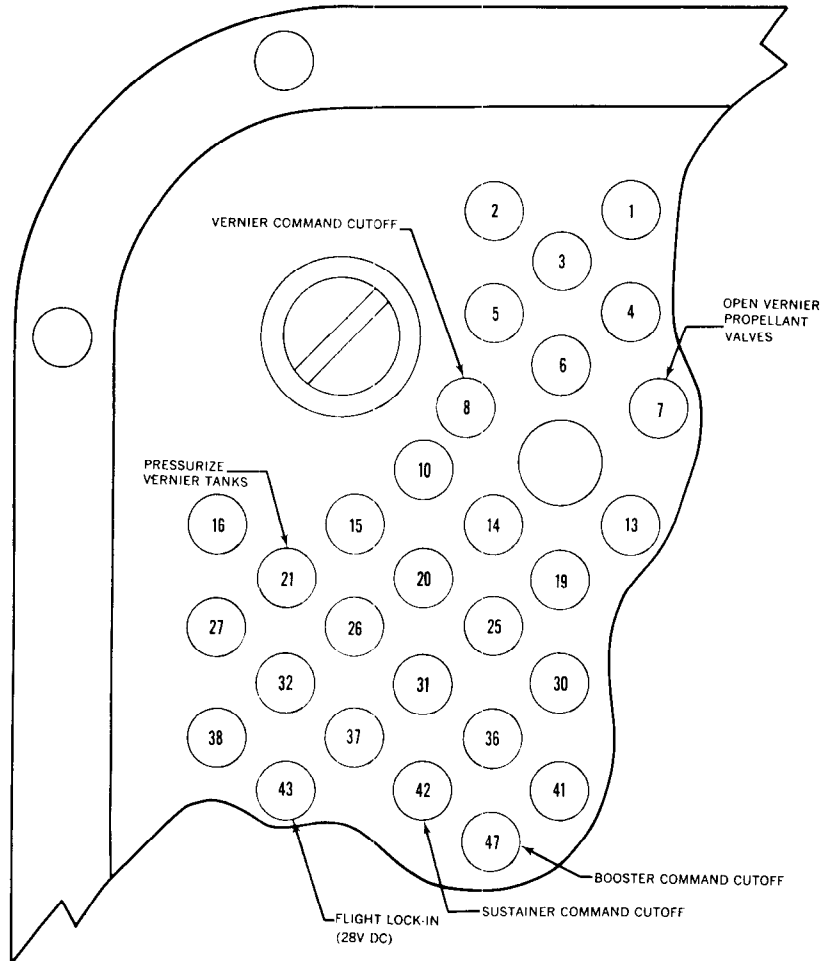 2
1
VERNIER COMMAND CUTOFF
3
5
4
OPEN VERNIER
PROPELLANT
VALVES
6
8
7
PRESSURIZE
VERNIER TANKS
10
16
15
14
13
21
20
19
27
26
25
32
31
30
38
37
36
43
42
41
47
BOOSTER COMMAND CUTOFF
FLIGHT LOCK-IN
(28V DC)
SUSTAINER COMMAND CUTOFF